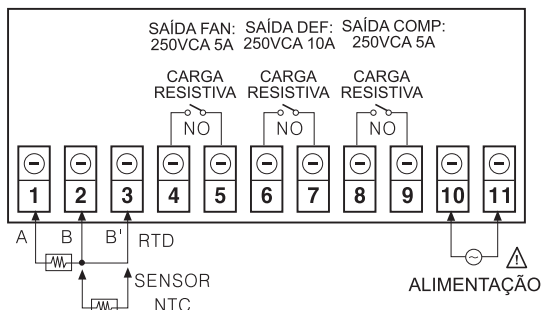 SAÍDA FAN: SAÍDA DEF: SAÍDA COMP:
250VCA 5A 250VCA 10A 250VCA 5A
CARGA RESISTIVA
CARGA RESISTIVA
CARGA RESISTIVA
NO NO NO
1 2 3 4 5 6 7 8 9 10 11
A B B' RTD
SENSOR
NTC
ALIMENTAÇÃO